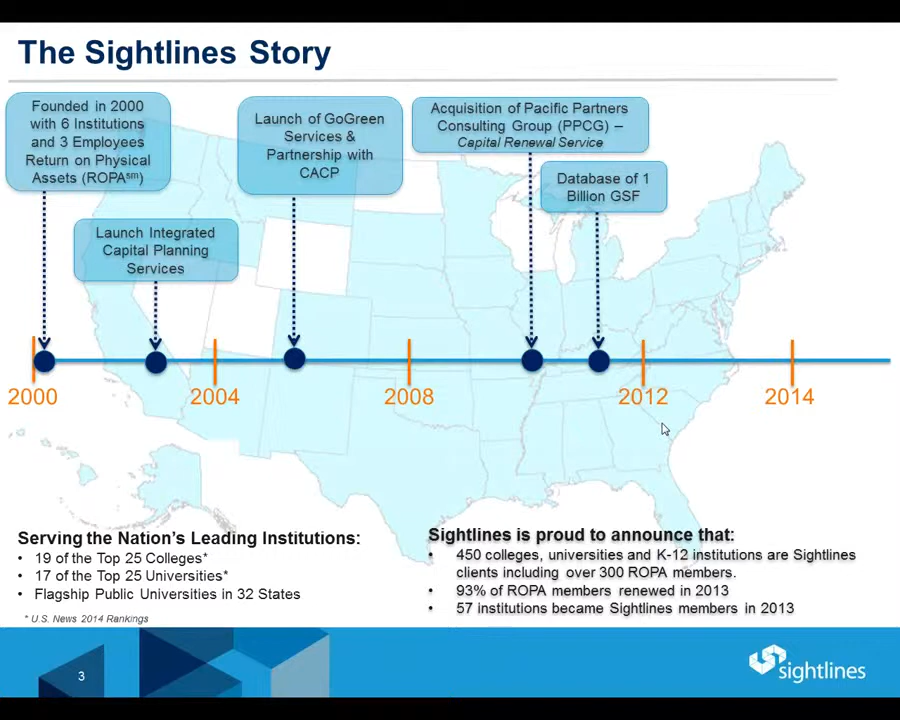 The Sightlines Story
Founded in 2000
with 6 Institutions
and 3 Employees
Return on Physical
Assets (ROPAsm)
Launch Integrated
Capital Planning
Services
Launch of GoGreen
Services &
Partnership with
CACP
Acquisition of Pacific Partners
Consulting Group (PPCG) –
Capital Renewal Service
Database of 1
Billion GSF
2000
2004
2008
2012
2014
Serving the Nation's Leading Institutions:
• 19 of the Top 25 Colleges*
• 17 of the Top 25 Universities*
• Flagship Public Universities in 32 States
* U.S. News 2014 Rankings
Sightlines is proud to announce that:
• 450 colleges, universities and K-12 institutions are Sightlines
clients including over 300 ROPA members.
• 93% of ROPA members renewed in 2013
• 57 institutions became Sightlines members in 2013
3
sightlines